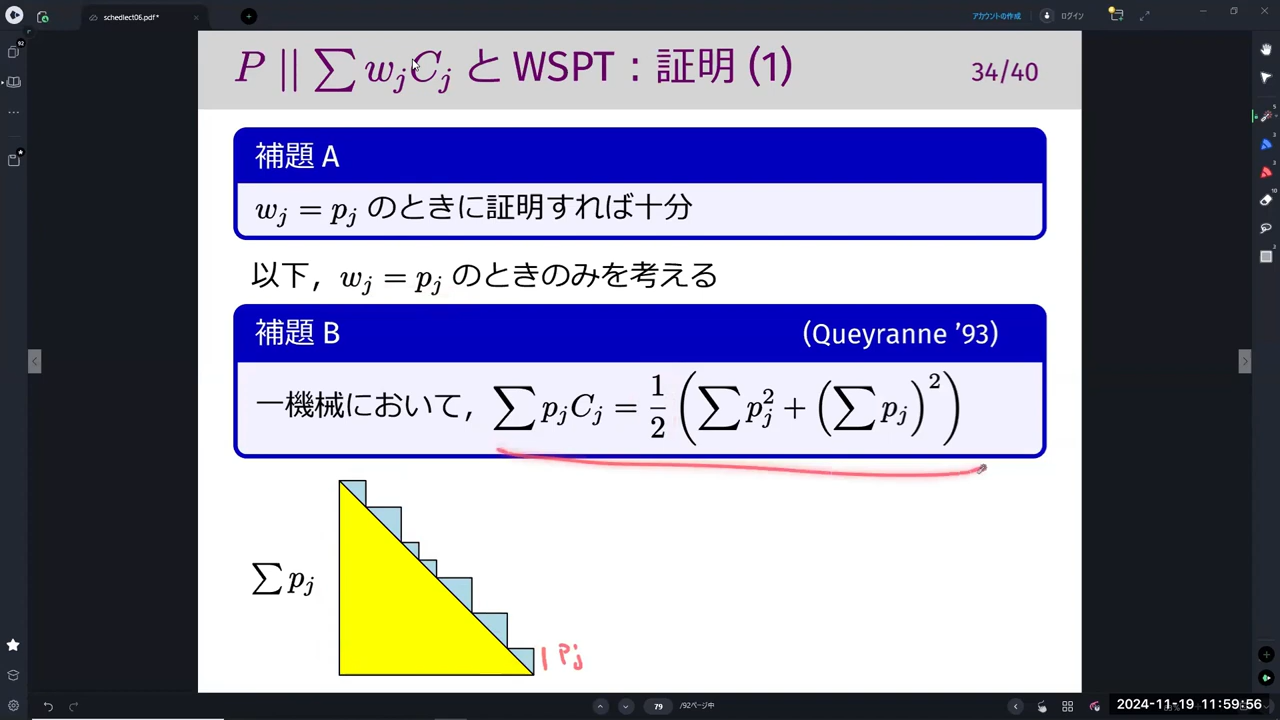 schedlect06.pdf*
アカウントの作成
ログイン
P || ∑ w_j C_j と WSPT：証明 (1)
34/40
補題 A
w_j = p_j のときに証明すれば十分
以下，w_j = p_j のときのみを考える
補題 B
(Queyranne ’93)
一機械において，∑ p_j C_j = 1/2 (∑ p_j^2 + (∑ p_j)^2)
∑ p_j
P_j
79
/92ページ中
2024-11-19 11:59:56